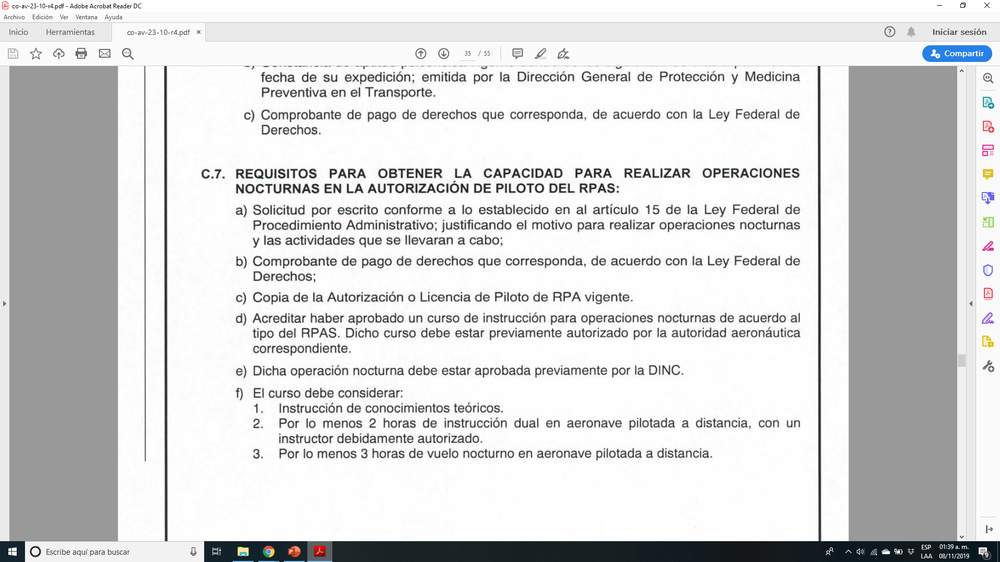 co-av-23-10-r4.pdf - Adobe Acrobat Reader DC
Archivo Edición Ver Ventana Ayuda
Inicio Herramientas co-av-23-10-r4.pdf × Iniciar sesión
35 / 55 Compartir
fecha de su expedición; emitida por la Dirección General de Protección y Medicina
Preventiva en el Transporte.
c) Comprobante de pago de derechos que corresponda, de acuerdo con la Ley Federal de
Derechos.
C.7. REQUISITOS PARA OBTENER LA CAPACIDAD PARA REALIZAR OPERACIONES
NOCTURNAS EN LA AUTORIZACIÓN DE PILOTO DEL RPAS:
a) Solicitud por escrito conforme a lo establecido en al artículo 15 de la Ley Federal de
Procedimiento Administrativo; justificando el motivo para realizar operaciones nocturnas
y las actividades que se llevaran a cabo;
b) Comprobante de pago de derechos que corresponda, de acuerdo con la Ley Federal de
Derechos;
c) Copia de la Autorización o Licencia de Piloto de RPA vigente.
d) Acreditar haber aprobado un curso de instrucción para operaciones nocturnas de acuerdo al
tipo del RPAS. Dicho curso debe estar previamente autorizado por la autoridad aeronáutica
correspondiente.
e) Dicha operación nocturna debe estar aprobada previamente por la DINC.
f) El curso debe considerar:
1. Instrucción de conocimientos teóricos.
2. Por lo menos 2 horas de instrucción dual en aeronave pilotada a distancia, con un
instructor debidamente autorizado.
3. Por lo menos 3 horas de vuelo nocturno en aeronave pilotada a distancia.
Escribe aquí para buscar
ESP 01:39 a. m.
LAA 08/11/2019 9